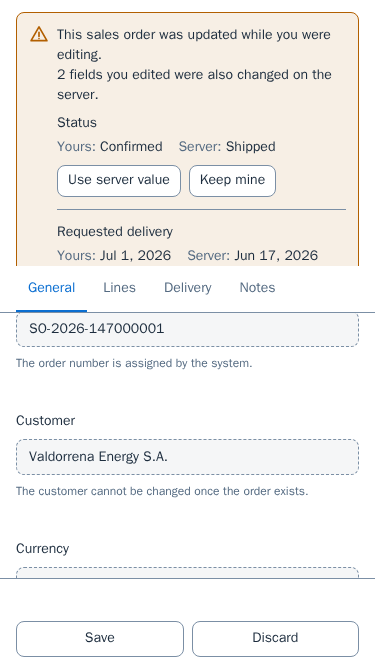 This sales order was updated while you were
editing.
2 fields you edited were also changed on the
server.
Status
Yours: Confirmed Server: Shipped
Use server value Keep mine
Requested delivery
Yours: Jul 1, 2026 Server: Jun 17, 2026
General Lines Delivery Notes
SO-2026-147000001
The order number is assigned by the system.
Customer
Valdorrena Energy S.A.
The customer cannot be changed once the order exists.
Currency
Save Discard